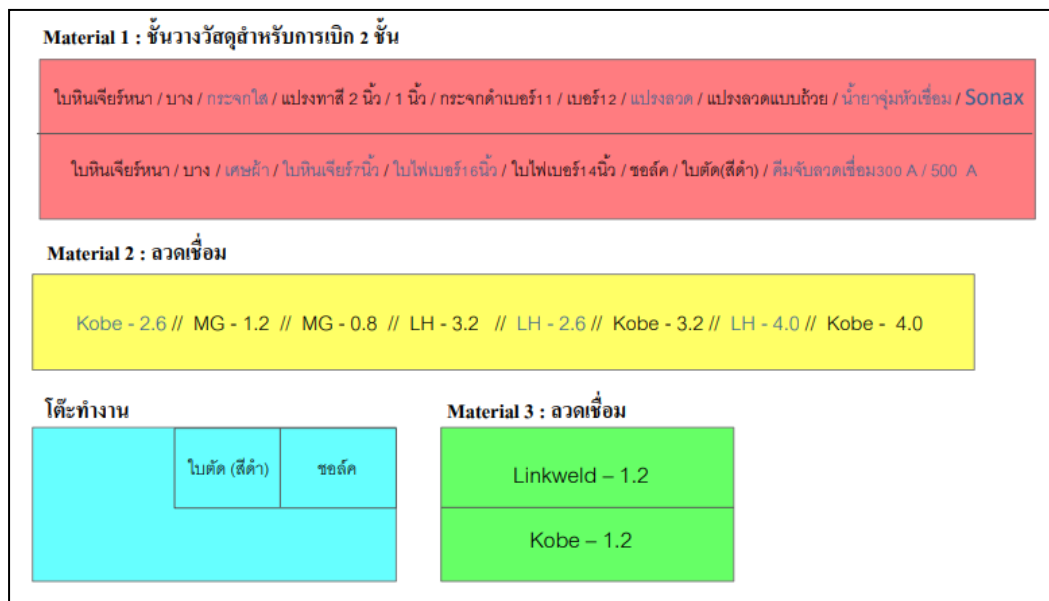 Material 1 : ชั้นวางวัสดุสำหรับการเบิก 2 ชั้น
ใบหินเจียร์หนา / บาง / กระจกใส / แปรงทาสี 2 นิ้ว / 1 นิ้ว / กระจกดำเบอร์11 / เบอร์12 / แปรงลวด / แปรงลวดแบบถ้วย / น้ำยาจุ่มหัวเชื่อม / Sonax
ใบหินเจียร์หนา / บาง / เศษผ้า / ใบหินเจียร์7นิ้ว / ใบไฟเบอร์16นิ้ว / ใบไฟเบอร์14นิ้ว / ชอล์ค / ใบตัด(สีดำ) / คีมจับลวดเชื่อม300 A / 500 A
Material 2 : ลวดเชื่อม
Kobe - 2.6 // MG - 1.2 // MG - 0.8 // LH - 3.2 // LH - 2.6 // Kobe - 3.2 // LH - 4.0 // Kobe - 4.0
โต๊ะทำงาน
ใบตัด (สีดำ)
ชอล์ค
Material 3 : ลวดเชื่อม
Linkweld – 1.2
Kobe – 1.2